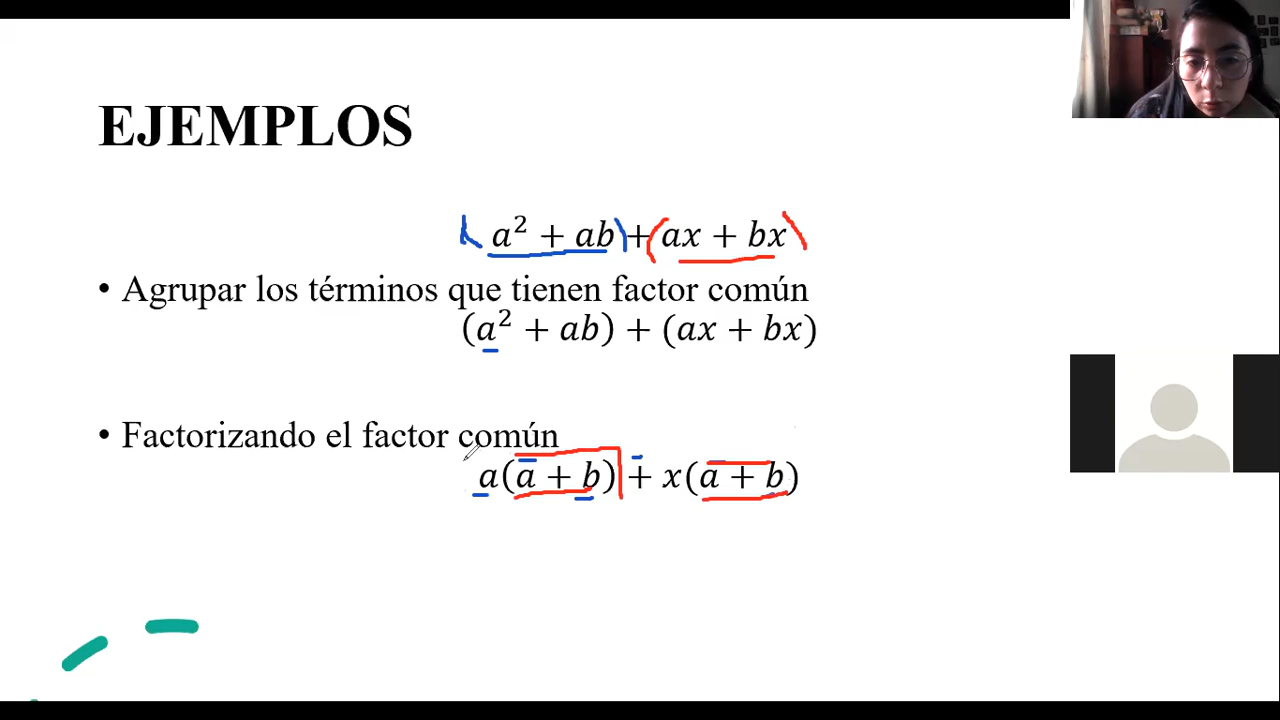 EJEMPLOS
a² + ab + ax + bx
• Agrupar los términos que tienen factor común
(a² + ab) + (ax + bx)
• Factorizando el factor común
a(a + b) + x(a + b)